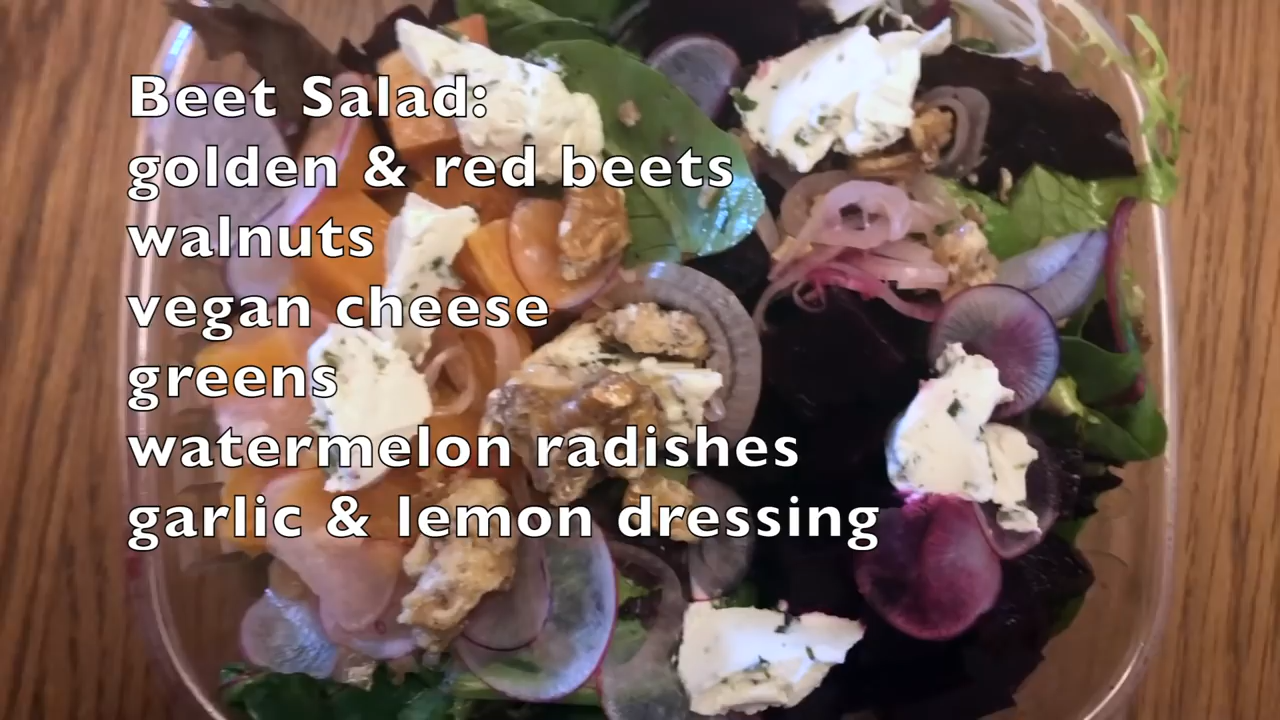 Beet Salad:
golden & red beets
walnuts
vegan cheese
greens
watermelon radishes
garlic & lemon dressing